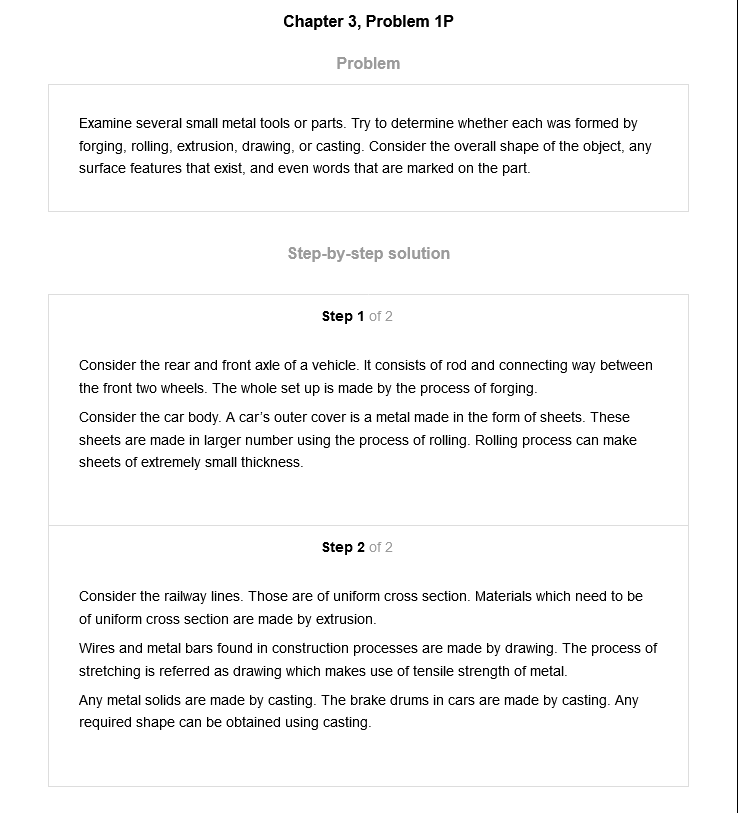 Chapter 3, Problem 1P
Problem
Examine several small metal tools or parts. Try to determine whether each was formed by
forging, rolling, extrusion, drawing, or casting. Consider the overall shape of the object, any
surface features that exist, and even words that are marked on the part.
Step-by-step solution
Step 1 of 2
Consider the rear and front axle of a vehicle. It consists of rod and connecting way between
the front two wheels. The whole set up is made by the process of forging.
Consider the car body. A car's outer cover is a metal made in the form of sheets. These
sheets are made in larger number using the process of rolling. Rolling process can make
sheets of extremely small thickness.
Step 2 of 2
Consider the railway lines. Those are of uniform cross section. Materials which need to be
of uniform cross section are made by extrusion.
Wires and metal bars found in construction processes are made by drawing. The process of
stretching is referred as drawing which makes use of tensile strength of metal.
Any metal solids are made by casting. The brake drums in cars are made by casting. Any
required shape can be obtained using casting.